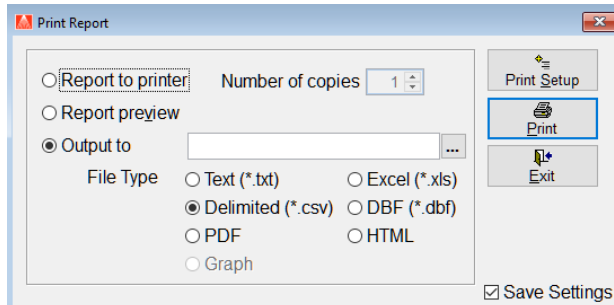 Print Report
Report to printer Number of copies 1
Print Setup
Report preview
Print
Output to ...
Exit
File Type Text (*.txt) Excel (*.xls)
Delimited (*.csv) DBF (*.dbf)
PDF HTML
Graph
Save Settings